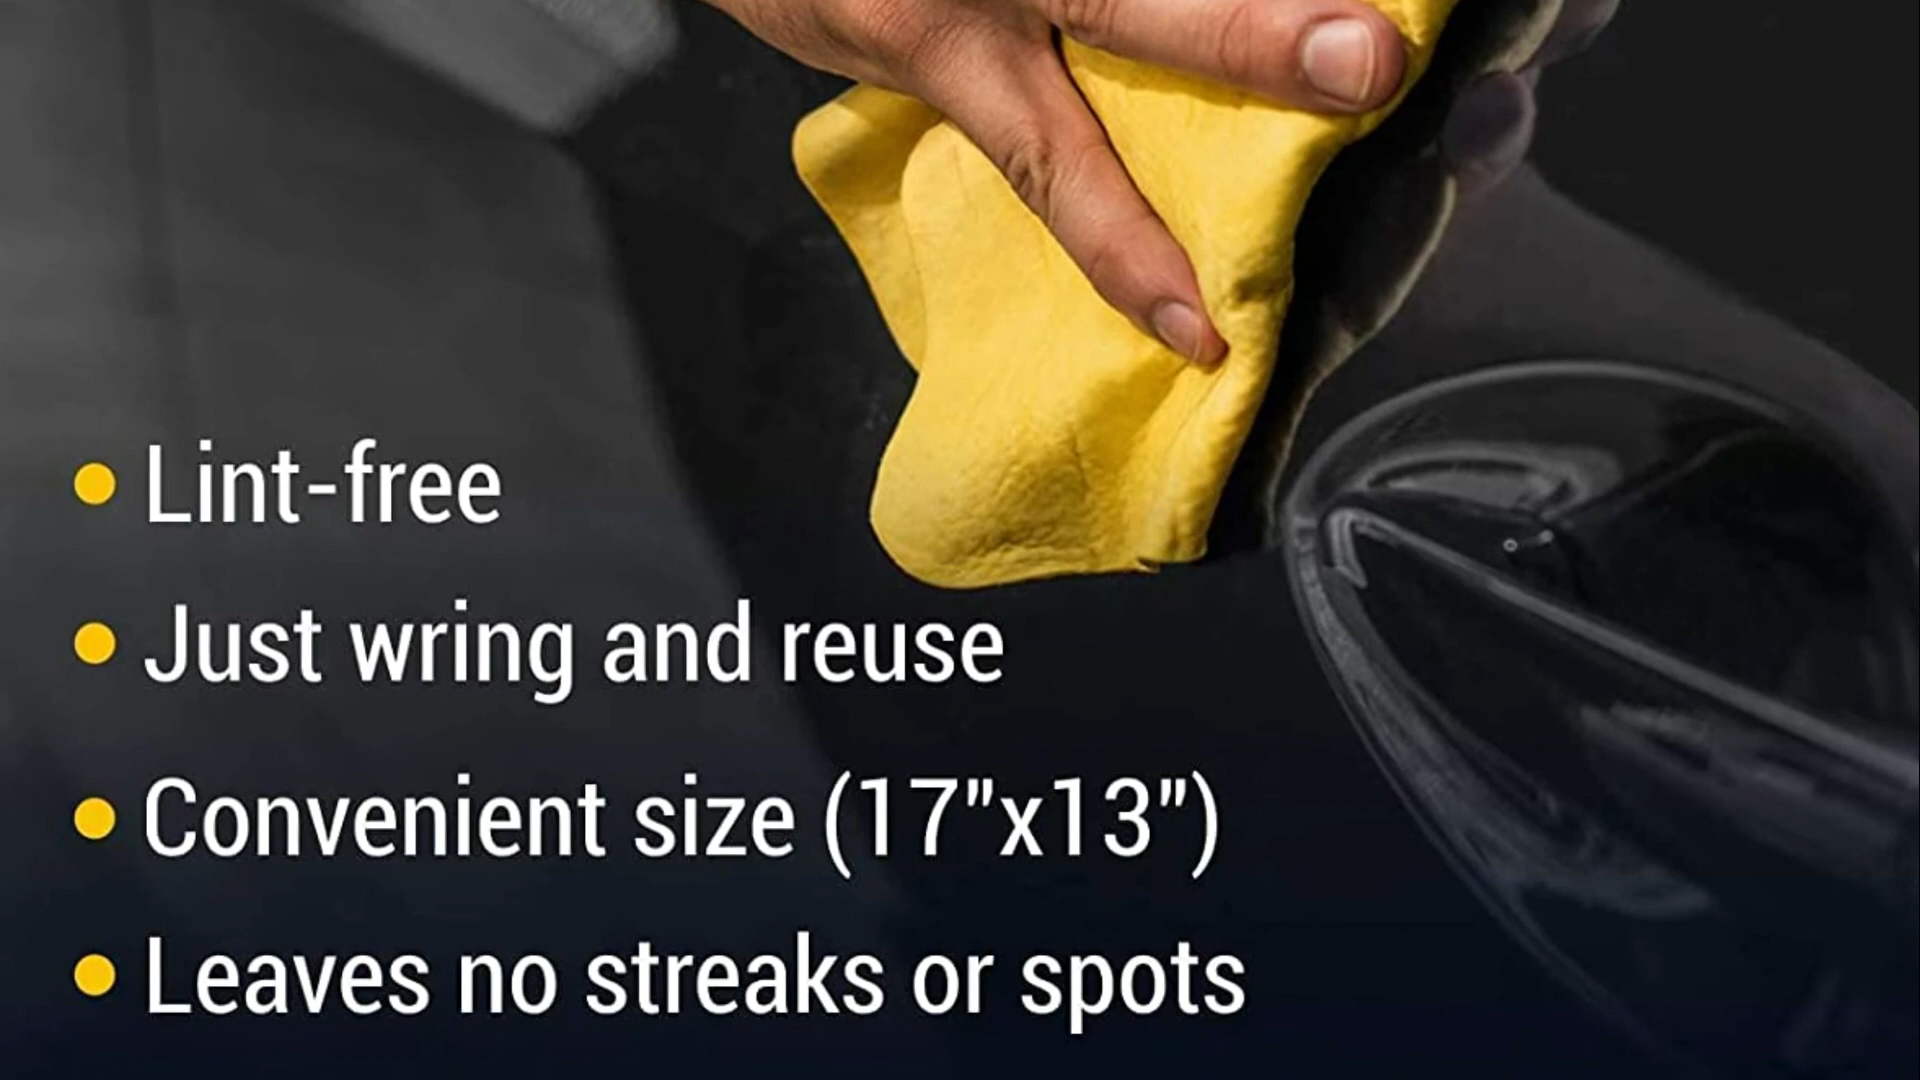 • Lint-free
• Just wring and reuse
• Convenient size (17"x13")
• Leaves no streaks or spots